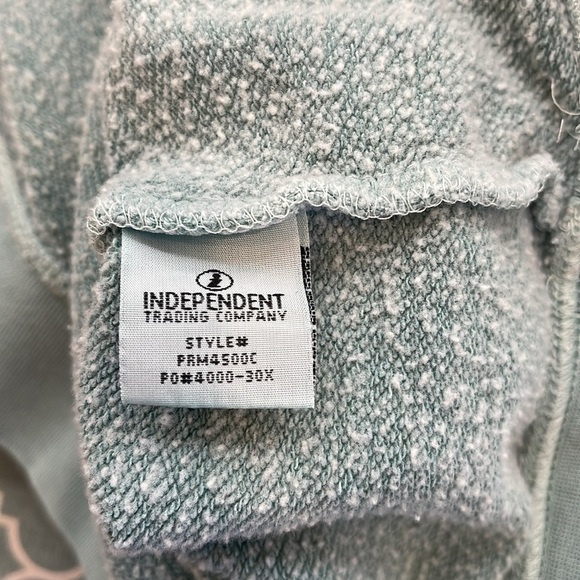 INDEPENDENT
TRADING COMPANY
STYLE#
PRM4500C
PO#4000-30X